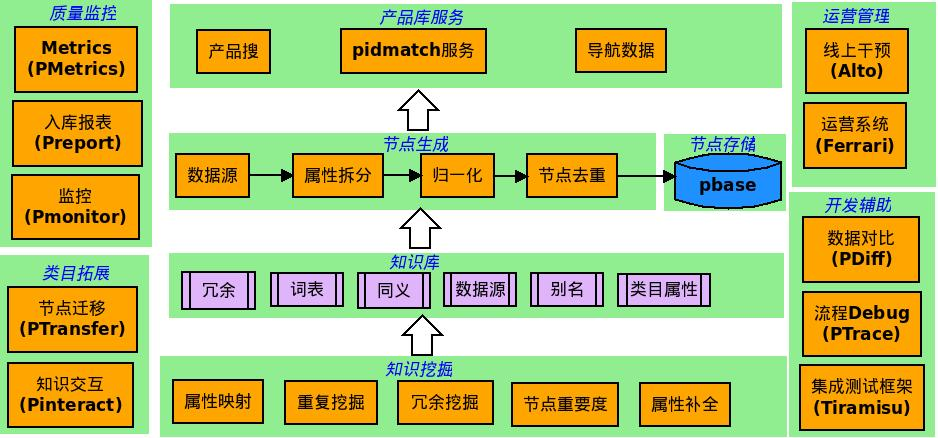 质量监控
Metrics
(PMetrics)
入库报表
(Preport)
监控
(Pmonitor)
类目拓展
节点迁移
(PTransfer)
知识交互
(Pinteract)
产品库服务
产品搜
pidmatch服务
导航数据
节点生成
数据源
属性拆分
归一化
节点去重
节点存储
pbase
知识库
冗余
词表
同义
数据源
别名
类目属性
知识挖掘
属性映射
重复挖掘
冗余挖掘
节点重要度
属性补全
运营管理
线上干预
(Alto)
运营系统
(Ferrari)
开发辅助
数据对比
(PDiff)
流程Debug
(PTrace)
集成测试框架
(Tiramisu)